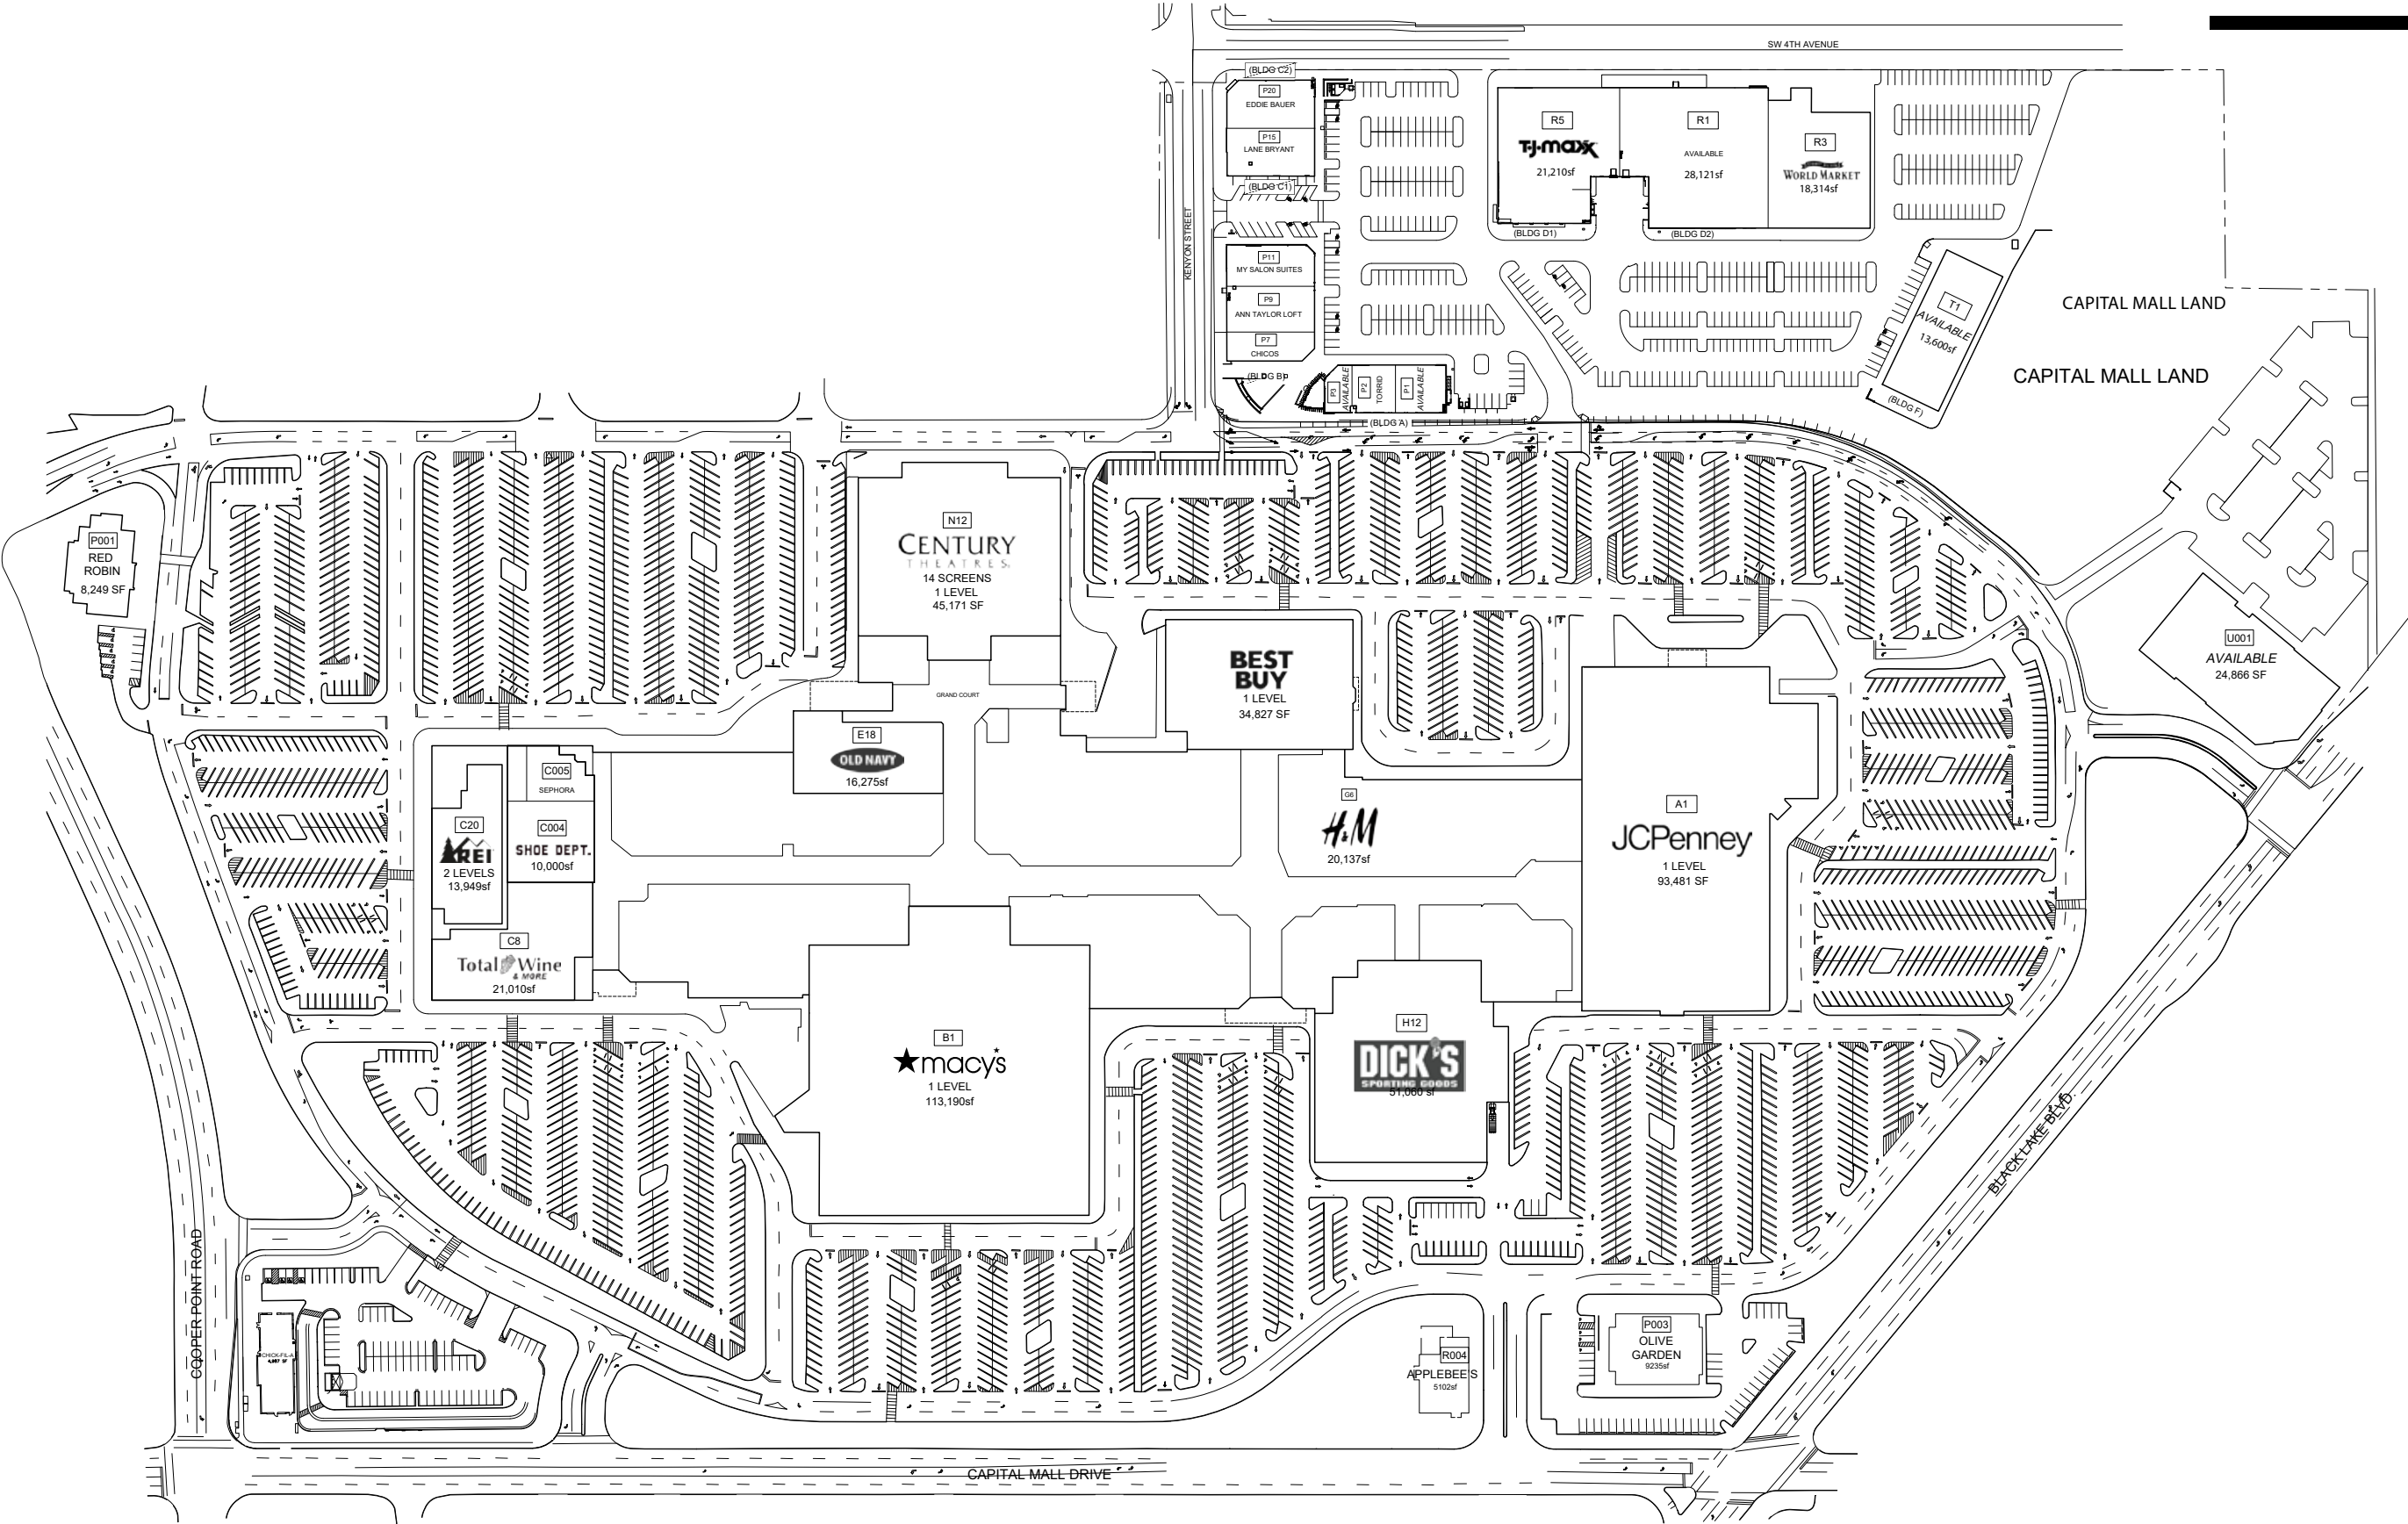 SW 4TH AVENUE
(BLDG C2)
P20
EDDIE BAUER
P15
LANE BRYANT
(BLDG C1)
KENYON STREET
P11
MY SALON SUITES
P9
ANN TAYLOR LOFT
P7
CHICOS
(BLDG B)
P3
AVAILABLE
P2
TORRID
P1
AVAILABLE
(BLDG A)
R5
T·J·maxx
21,210sf
(BLDG D1)
R1
AVAILABLE
28,121sf
(BLDG D2)
R3
WORLD MARKET
18,314sf
T1
AVAILABLE
13,600sf
(BLDG F)
CAPITAL MALL LAND
CAPITAL MALL LAND
P001
RED
ROBIN
8,249 SF
N12
CENTURY
THEATRES
14 SCREENS
1 LEVEL
45,171 SF
GRAND COURT
BEST
BUY
1 LEVEL
34,827 SF
U001
AVAILABLE
24,866 SF
E18
OLD NAVY
16,275sf
C005
SEPHORA
C20
REI
2 LEVELS
13,949sf
C004
SHOE DEPT.
10,000sf
G6
H&M
20,137sf
A1
JCPenney
1 LEVEL
93,481 SF
C8
Total Wine
& MORE
21,010sf
B1
macy's
1 LEVEL
113,190sf
H12
DICK'S
SPORTING GOODS
51,060 sf
BLACK LAKE BLVD.
COOPER POINT ROAD
CHICK-FIL-A
R004
APPLEBEE'S
5102sf
P003
OLIVE
GARDEN
9235sf
CAPITAL MALL DRIVE